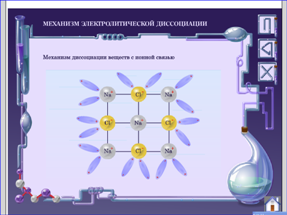 МЕХАНИЗМ ЭЛЕКТРОЛИТИЧЕСКОЙ ДИССОЦИАЦИИ
Механизм диссоциации веществ с ионной связью
Na Cl Na
Cl Na Cl
Na Cl Na